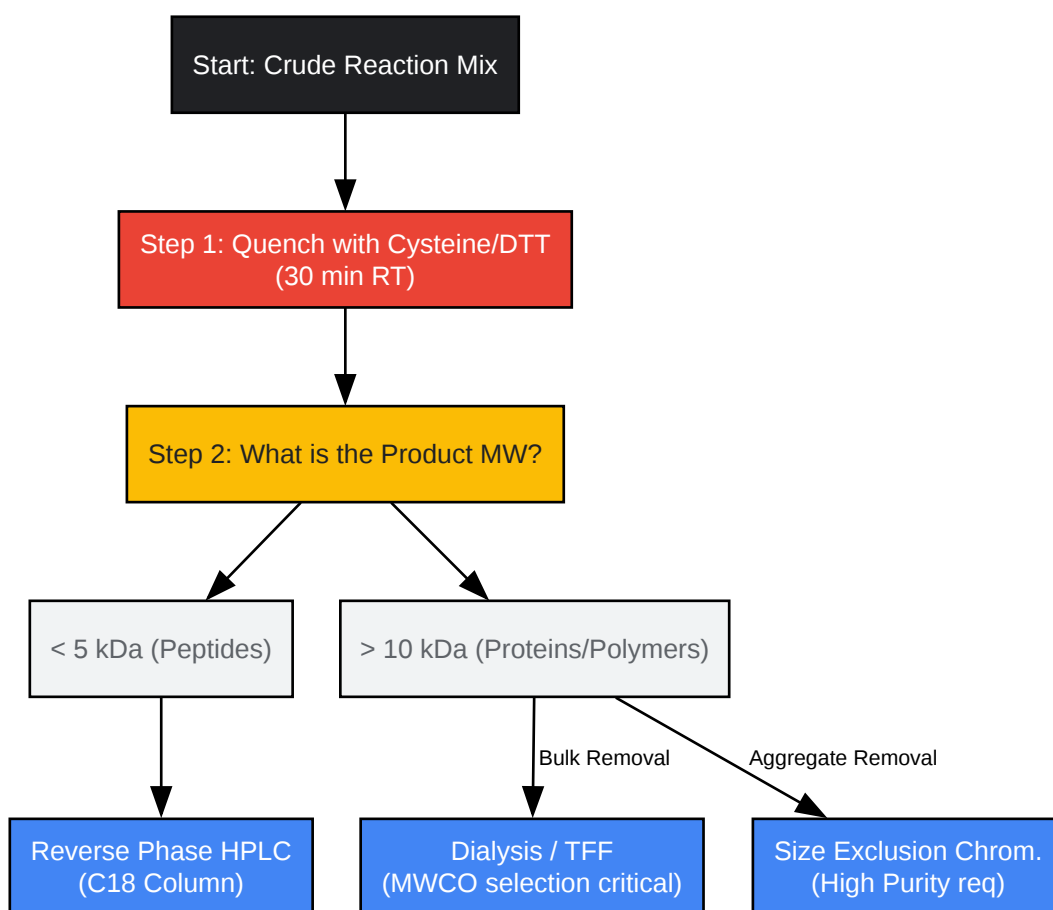 Start: Crude Reaction Mix
Step 1: Quench with Cysteine/DTT
(30 min RT)
Step 2: What is the Product MW?
< 5 kDa (Peptides)
> 10 kDa (Proteins/Polymers)
Bulk Removal
Aggregate Removal
Reverse Phase HPLC
(C18 Column)
Dialysis / TFF
(MWCO selection critical)
Size Exclusion Chrom.
(High Purity req)